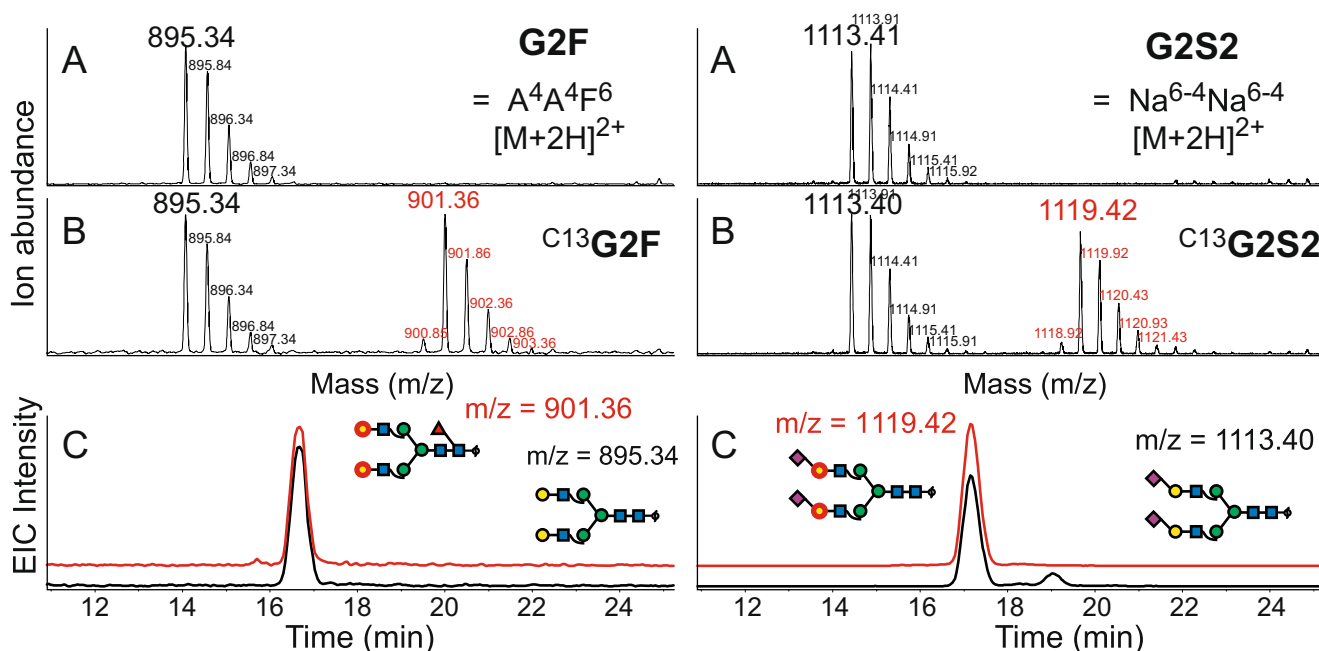 A
895.34
895.84
896.34
896.84
897.34
G2F
= A⁴A⁴F⁶
[M+2H]²⁺
B
895.34
895.84
896.34
896.84
897.34
901.36
900.85
901.86
902.36
902.86
903.36
C13G2F
Ion abundance
Mass (m/z)
C
m/z = 901.36
m/z = 895.34
EIC Intensity
12 14 16 18 20 22 24
Time (min)
A
1113.91
1113.41
1114.41
1114.91
1115.41
1115.92
G2S2
= Na⁶⁻⁴Na⁶⁻⁴
[M+2H]²⁺
B
1113.91
1113.40
1114.41
1114.91
1115.41
1115.91
1119.42
1118.92
1119.92
1120.43
1120.93
1121.43
C13G2S2
Mass (m/z)
C
m/z = 1119.42
m/z = 1113.40
12 14 16 18 20 22 24
Time (min)